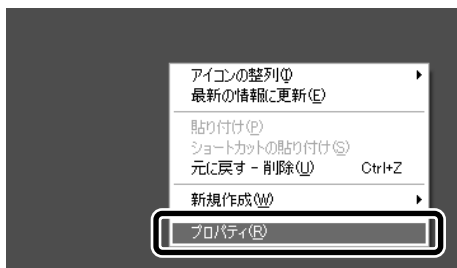 アイコンの整列(I)
最新の情報に更新(E)
貼り付け(P)
ショートカットの貼り付け(S)
元に戻す - 削除(U) Ctrl+Z
新規作成(W)
プロパティ(R)